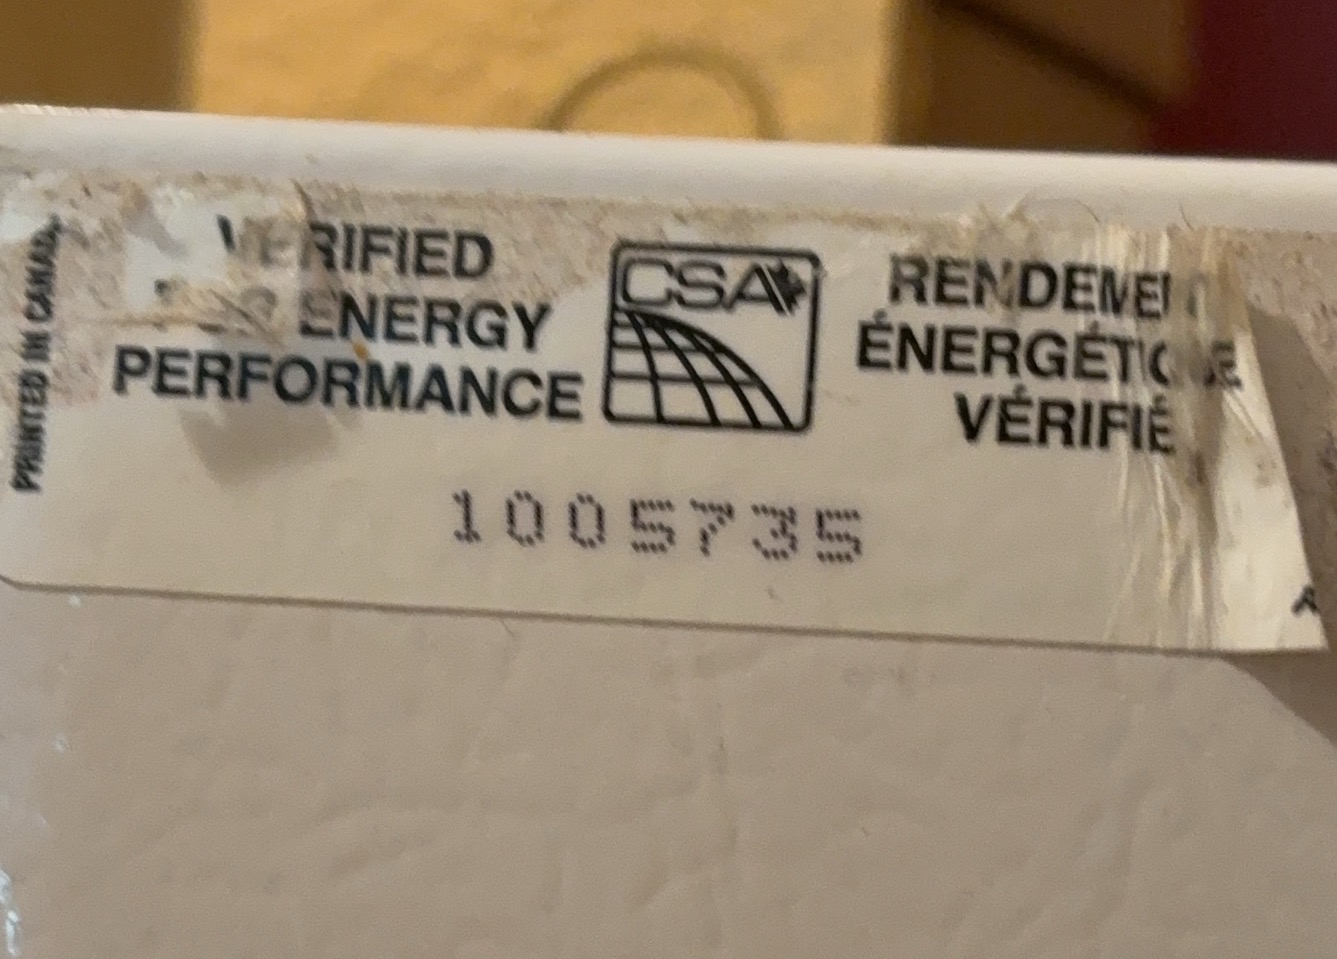 PRINTED IN CANADA
VERIFIED
ENERGY
PERFORMANCE
CSA
RENDEMENT
ÉNERGÉTIQUE
VÉRIFIÉ
1005735